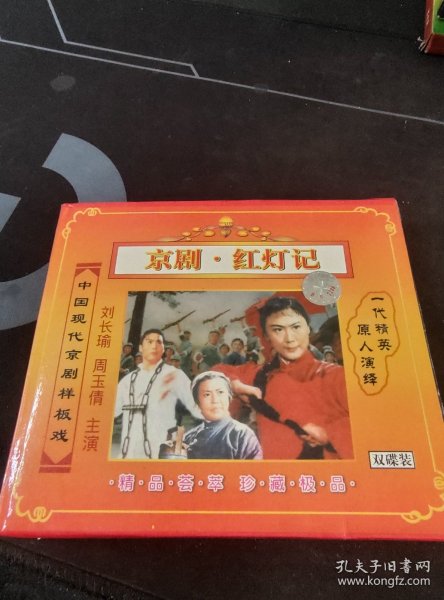 京剧·红灯记
中国现代京剧样板戏
刘长瑜 周玉倩 主演
一代精英
原人演绎
双碟装
·精·品·荟·萃 珍·藏·极·品·
孔夫子旧书网
www.kongfz.com